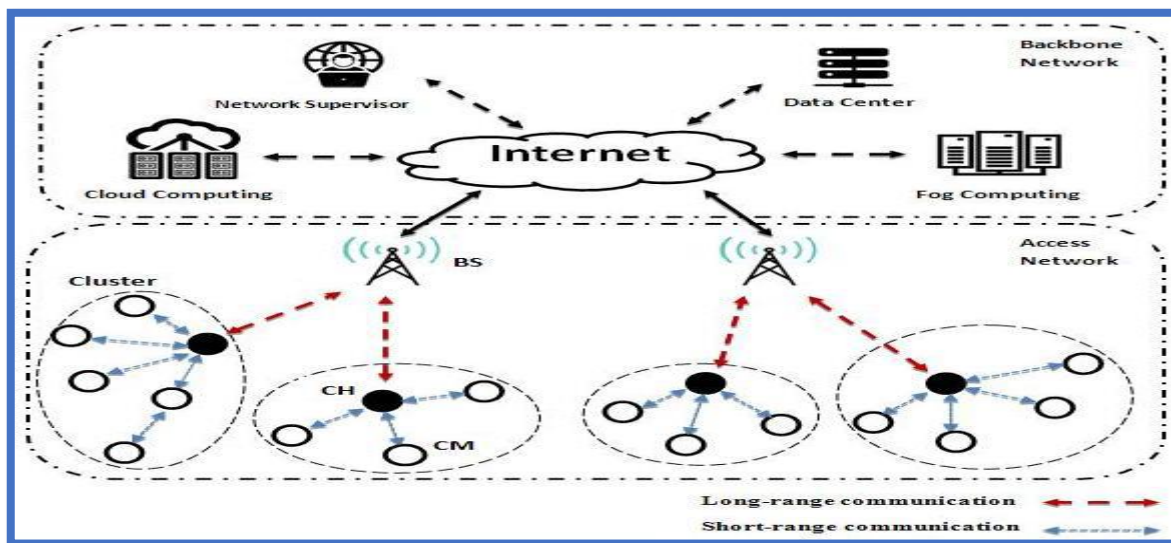 Backbone
Network
Network Supervisor
Data Center
Internet
Cloud Computing
Fog Computing
BS
Access
Network
Cluster
CH
CM
Long-range communication
Short-range communication